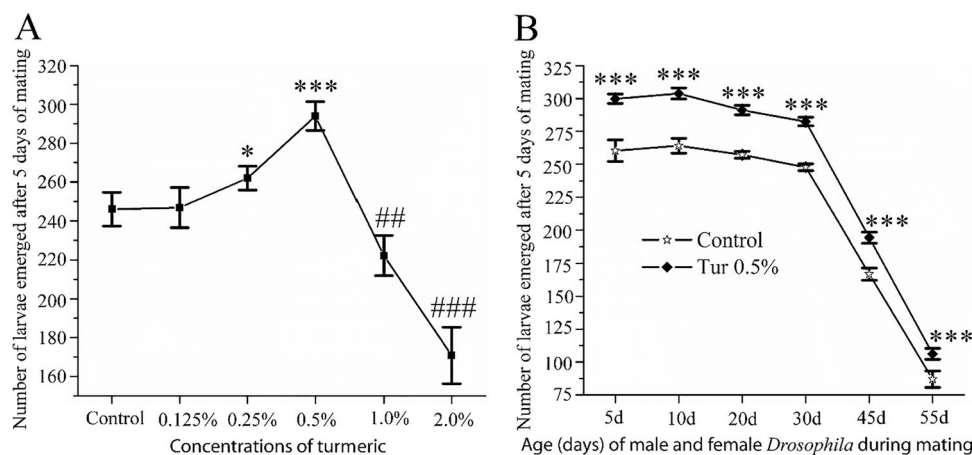 A
Number of larvae emerged after 5 days of mating
320
300
280
260
240
220
200
180
160
***
*
##
###
Control 0.125% 0.25% 0.5% 1.0% 2.0%
Concentrations of turmeric
B
Number of larvae emerged after 5 days of mating
325
300
275
250
225
200
175
150
125
100
75
*** *** *** *** *** ***
Control
Tur 0.5%
5d 10d 20d 30d 45d 55d
Age (days) of male and female Drosophila during mating